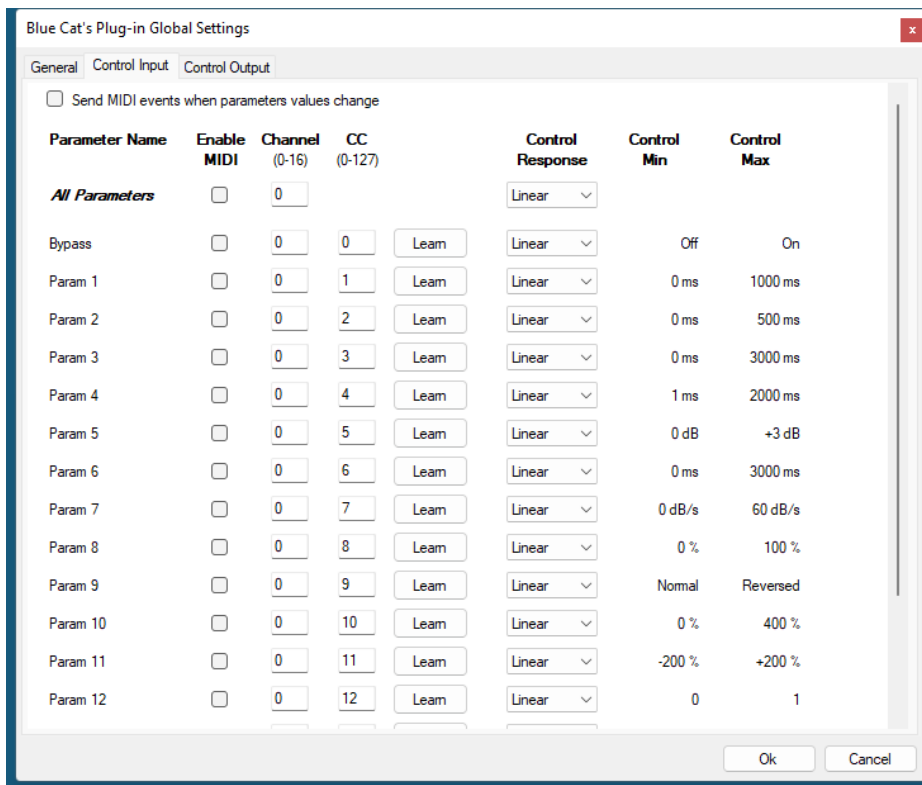 Blue Cat's Plug-in Global Settings
x
General Control Input Control Output
Send MIDI events when parameters values change
Parameter Name Enable Channel CC Control Control Control
MIDI (0-16) (0-127) Response Min Max
All Parameters 0 Linear
Bypass 0 0 Learn Linear Off On
Param 1 0 1 Learn Linear 0 ms 1000 ms
Param 2 0 2 Learn Linear 0 ms 500 ms
Param 3 0 3 Learn Linear 0 ms 3000 ms
Param 4 0 4 Learn Linear 1 ms 2000 ms
Param 5 0 5 Learn Linear 0 dB +3 dB
Param 6 0 6 Learn Linear 0 ms 3000 ms
Param 7 0 7 Learn Linear 0 dB/s 60 dB/s
Param 8 0 8 Learn Linear 0 % 100 %
Param 9 0 9 Learn Linear Normal Reversed
Param 10 0 10 Learn Linear 0 % 400 %
Param 11 0 11 Learn Linear -200 % +200 %
Param 12 0 12 Learn Linear 0 1
Ok Cancel